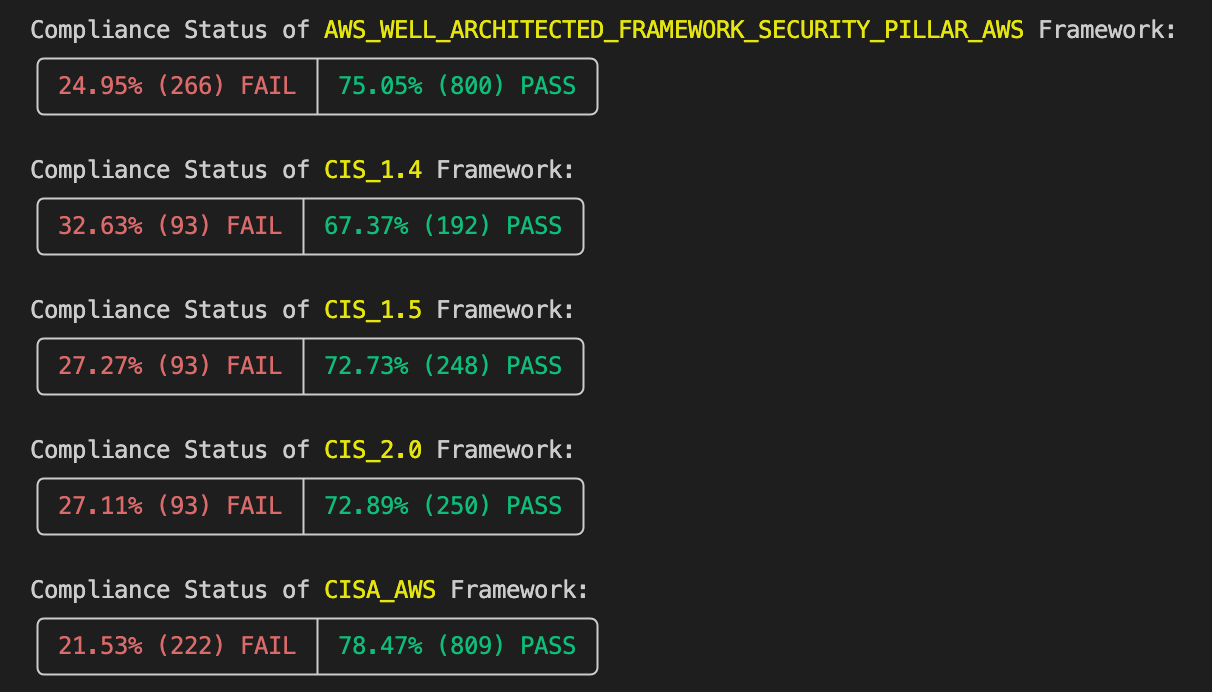 Compliance Status of AWS_WELL_ARCHITECTED_FRAMEWORK_SECURITY_PILLAR_AWS Framework:
24.95% (266) FAIL 75.05% (800) PASS
Compliance Status of CIS_1.4 Framework:
32.63% (93) FAIL 67.37% (192) PASS
Compliance Status of CIS_1.5 Framework:
27.27% (93) FAIL 72.73% (248) PASS
Compliance Status of CIS_2.0 Framework:
27.11% (93) FAIL 72.89% (250) PASS
Compliance Status of CISA_AWS Framework:
21.53% (222) FAIL 78.47% (809) PASS